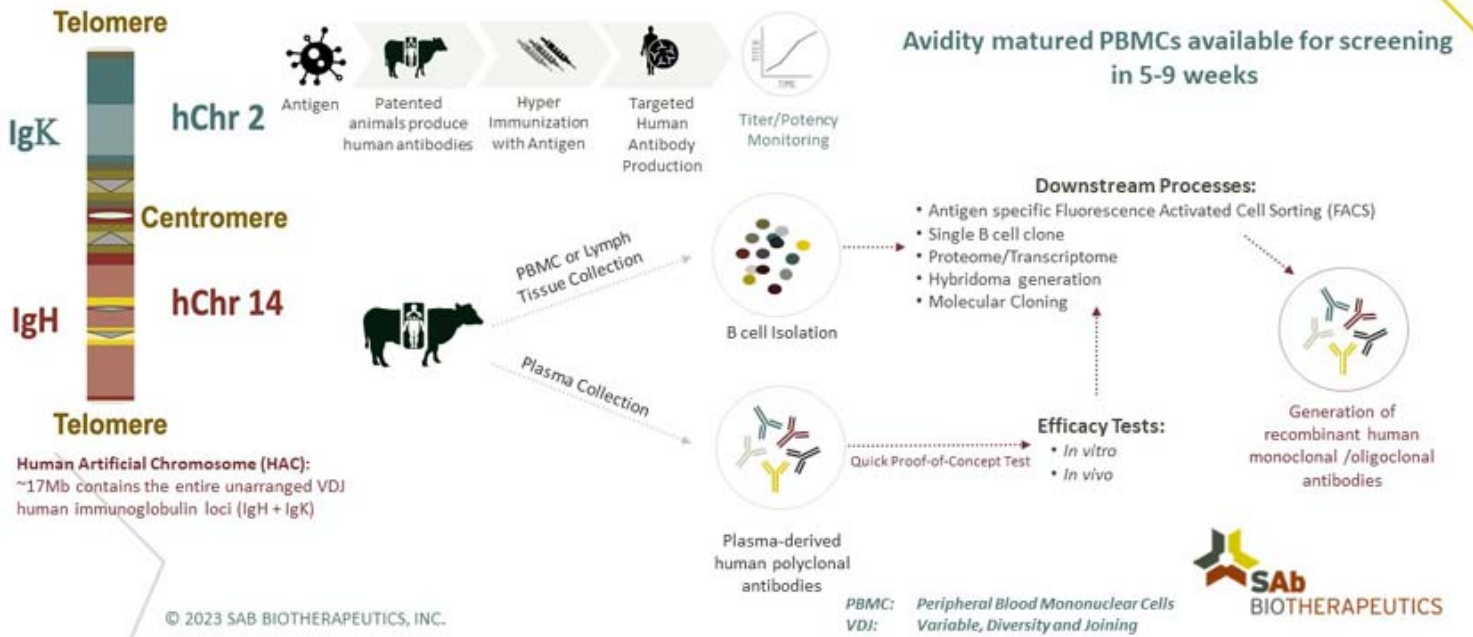 Telomere
IgK
hChr 2
Centromere
IgH
hChr 14
Telomere
Human Artificial Chromosome (HAC):
~17Mb contains the entire unarranged VDJ
human immunoglobulin loci (IgH + IgK)
Antigen
Patented
animals produce
human antibodies
Hyper
Immunization
with Antigen
Targeted
Human
Antibody
Production
TITER
TIME
Titer/Potency
Monitoring
Avidity matured PBMCs available for screening
in 5-9 weeks
PBMC or Lymph
Tissue Collection
Plasma Collection
B cell Isolation
Plasma-derived
human polyclonal
antibodies
Downstream Processes:
• Antigen specific Fluorescence Activated Cell Sorting (FACS)
• Single B cell clone
• Proteome/Transcriptome
• Hybridoma generation
• Molecular Cloning
Quick Proof-of-Concept Test
Efficacy Tests:
• In vitro
• In vivo
Generation of
recombinant human
monoclonal /oligoclonal
antibodies
SAb
BIOTHERAPEUTICS
© 2023 SAB BIOTHERAPEUTICS, INC.
PBMC: Peripheral Blood Mononuclear Cells
VDJ: Variable, Diversity and Joining